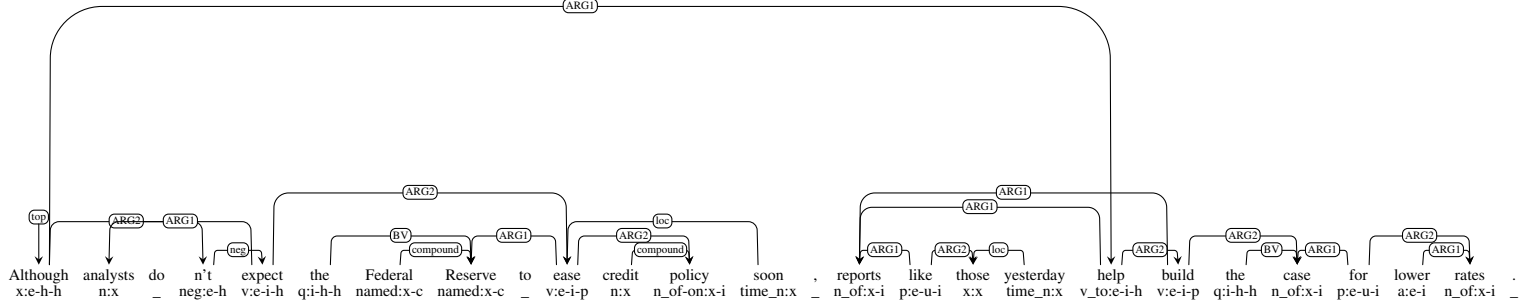 ARG1
ARG2 ARG1
top ARG2 ARG1 loc ARG1
neg BV compound ARG1 ARG2 compound ARG1 ARG2 loc ARG2 ARG2 BV ARG1 ARG2 ARG1
Although analysts do n't expect the Federal Reserve to ease credit policy soon , reports like those yesterday help build the case for lower rates .
x:e-h-h n:x _ neg:e-h v:e-i-h q:i-h-h named:x-c named:x-c _ v:e-i-p n:x n_of-on:x-i time_n:x _ n_of:x-i p:e-u-i x:x time_n:x v_to:e-i-h v:e-i-p q:i-h-h n_of:x-i p:e-u-i a:e-i n_of:x-i _